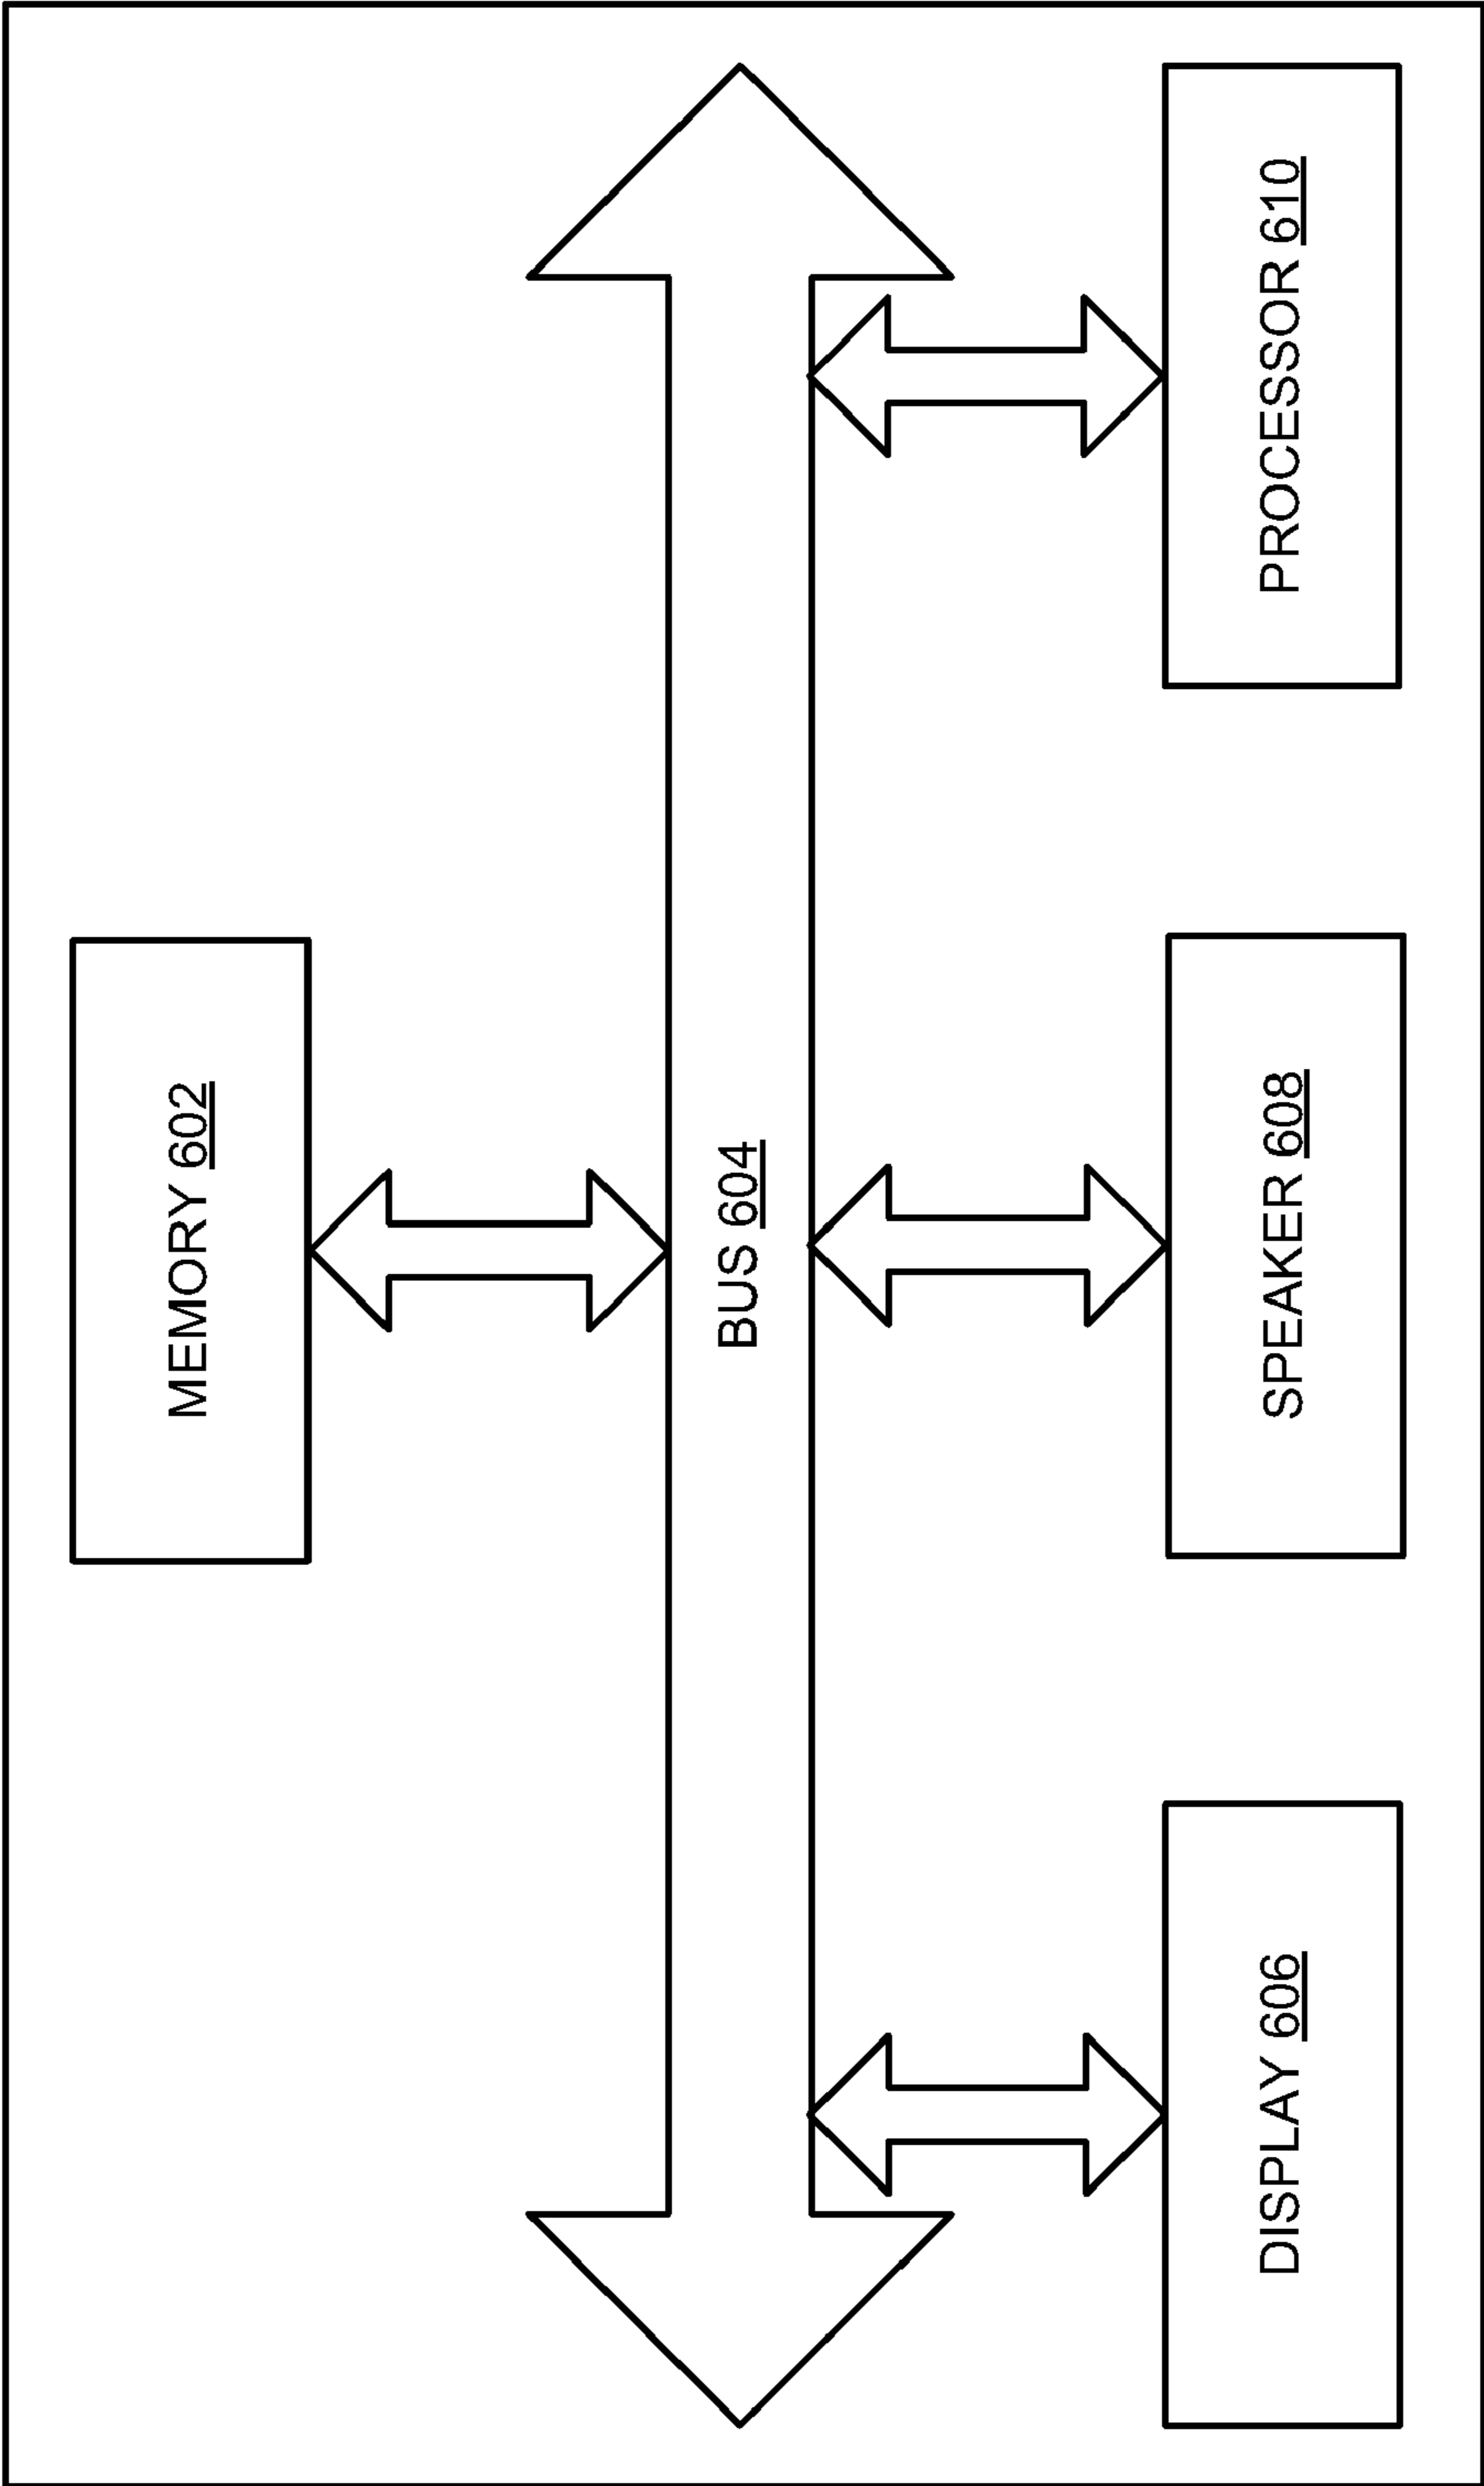 MEMORY 602
BUS 604
DISPLAY 606
SPEAKER 608
PROCESSOR 610